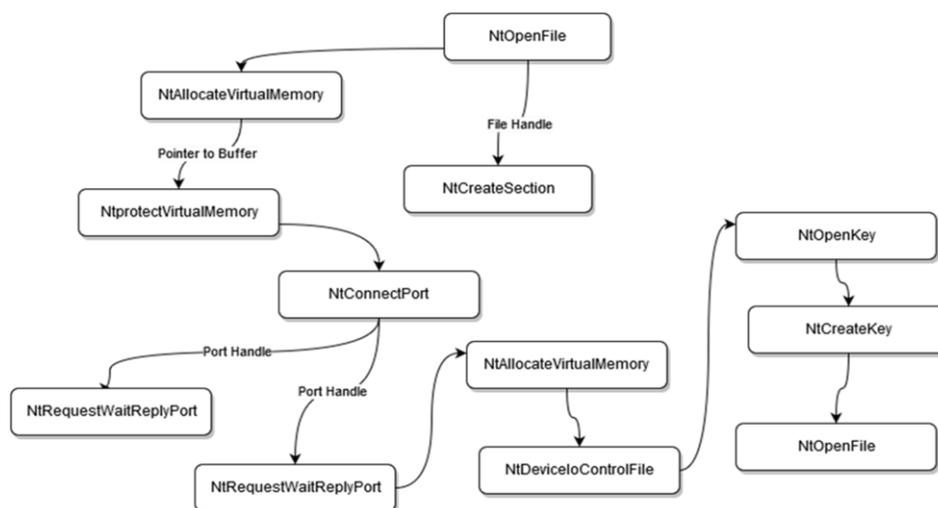 NtOpenFile
NtAllocateVirtualMemory
File Handle
Pointer to Buffer
NtCreateSection
NtprotectVirtualMemory
NtOpenKey
NtConnectPort
NtCreateKey
Port Handle
NtAllocateVirtualMemory
Port Handle
NtRequestWaitReplyPort
NtOpenFile
NtDeviceIoControlFile
NtRequestWaitReplyPort